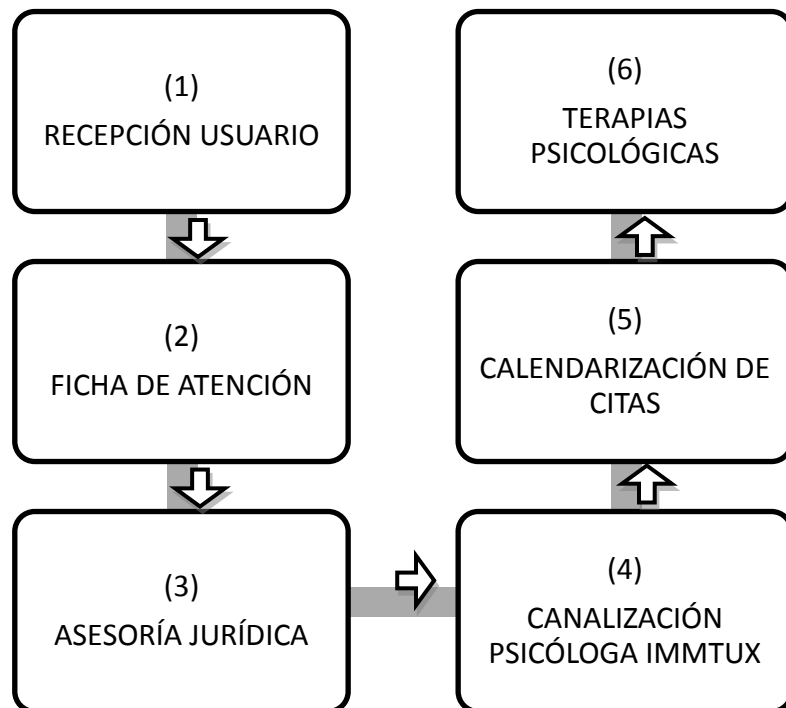 (1)
RECEPCIÓN USUARIO
(2)
FICHA DE ATENCIÓN
(3)
ASESORÍA JURÍDICA
(4)
CANALIZACIÓN
PSICÓLOGA IMMTUX
(5)
CALENDARIZACIÓN DE
CITAS
(6)
TERAPIAS
PSICOLÓGICAS